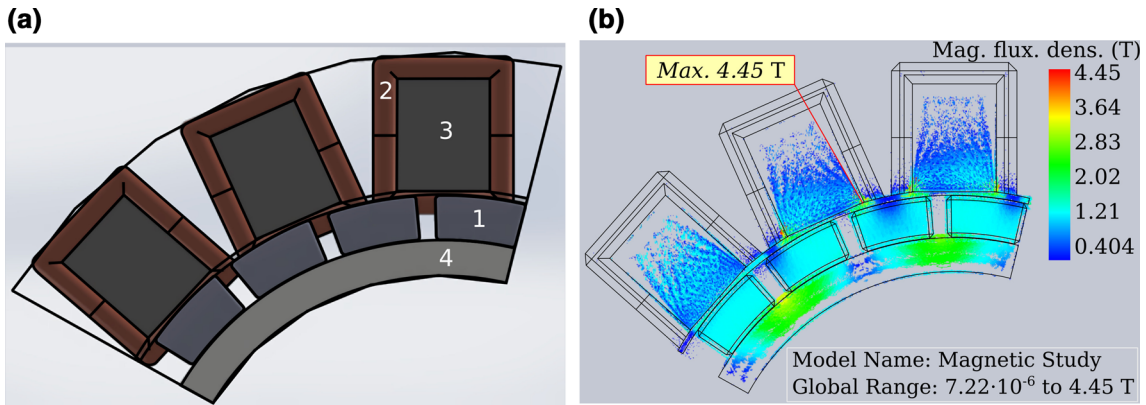 (a)
2
3
1
4
(b)
Mag. flux. dens. (T)
Max. 4.45 T
4.45
3.64
2.83
2.02
1.21
0.404
Model Name: Magnetic Study
Global Range: 7.22·10⁻⁶ to 4.45 T